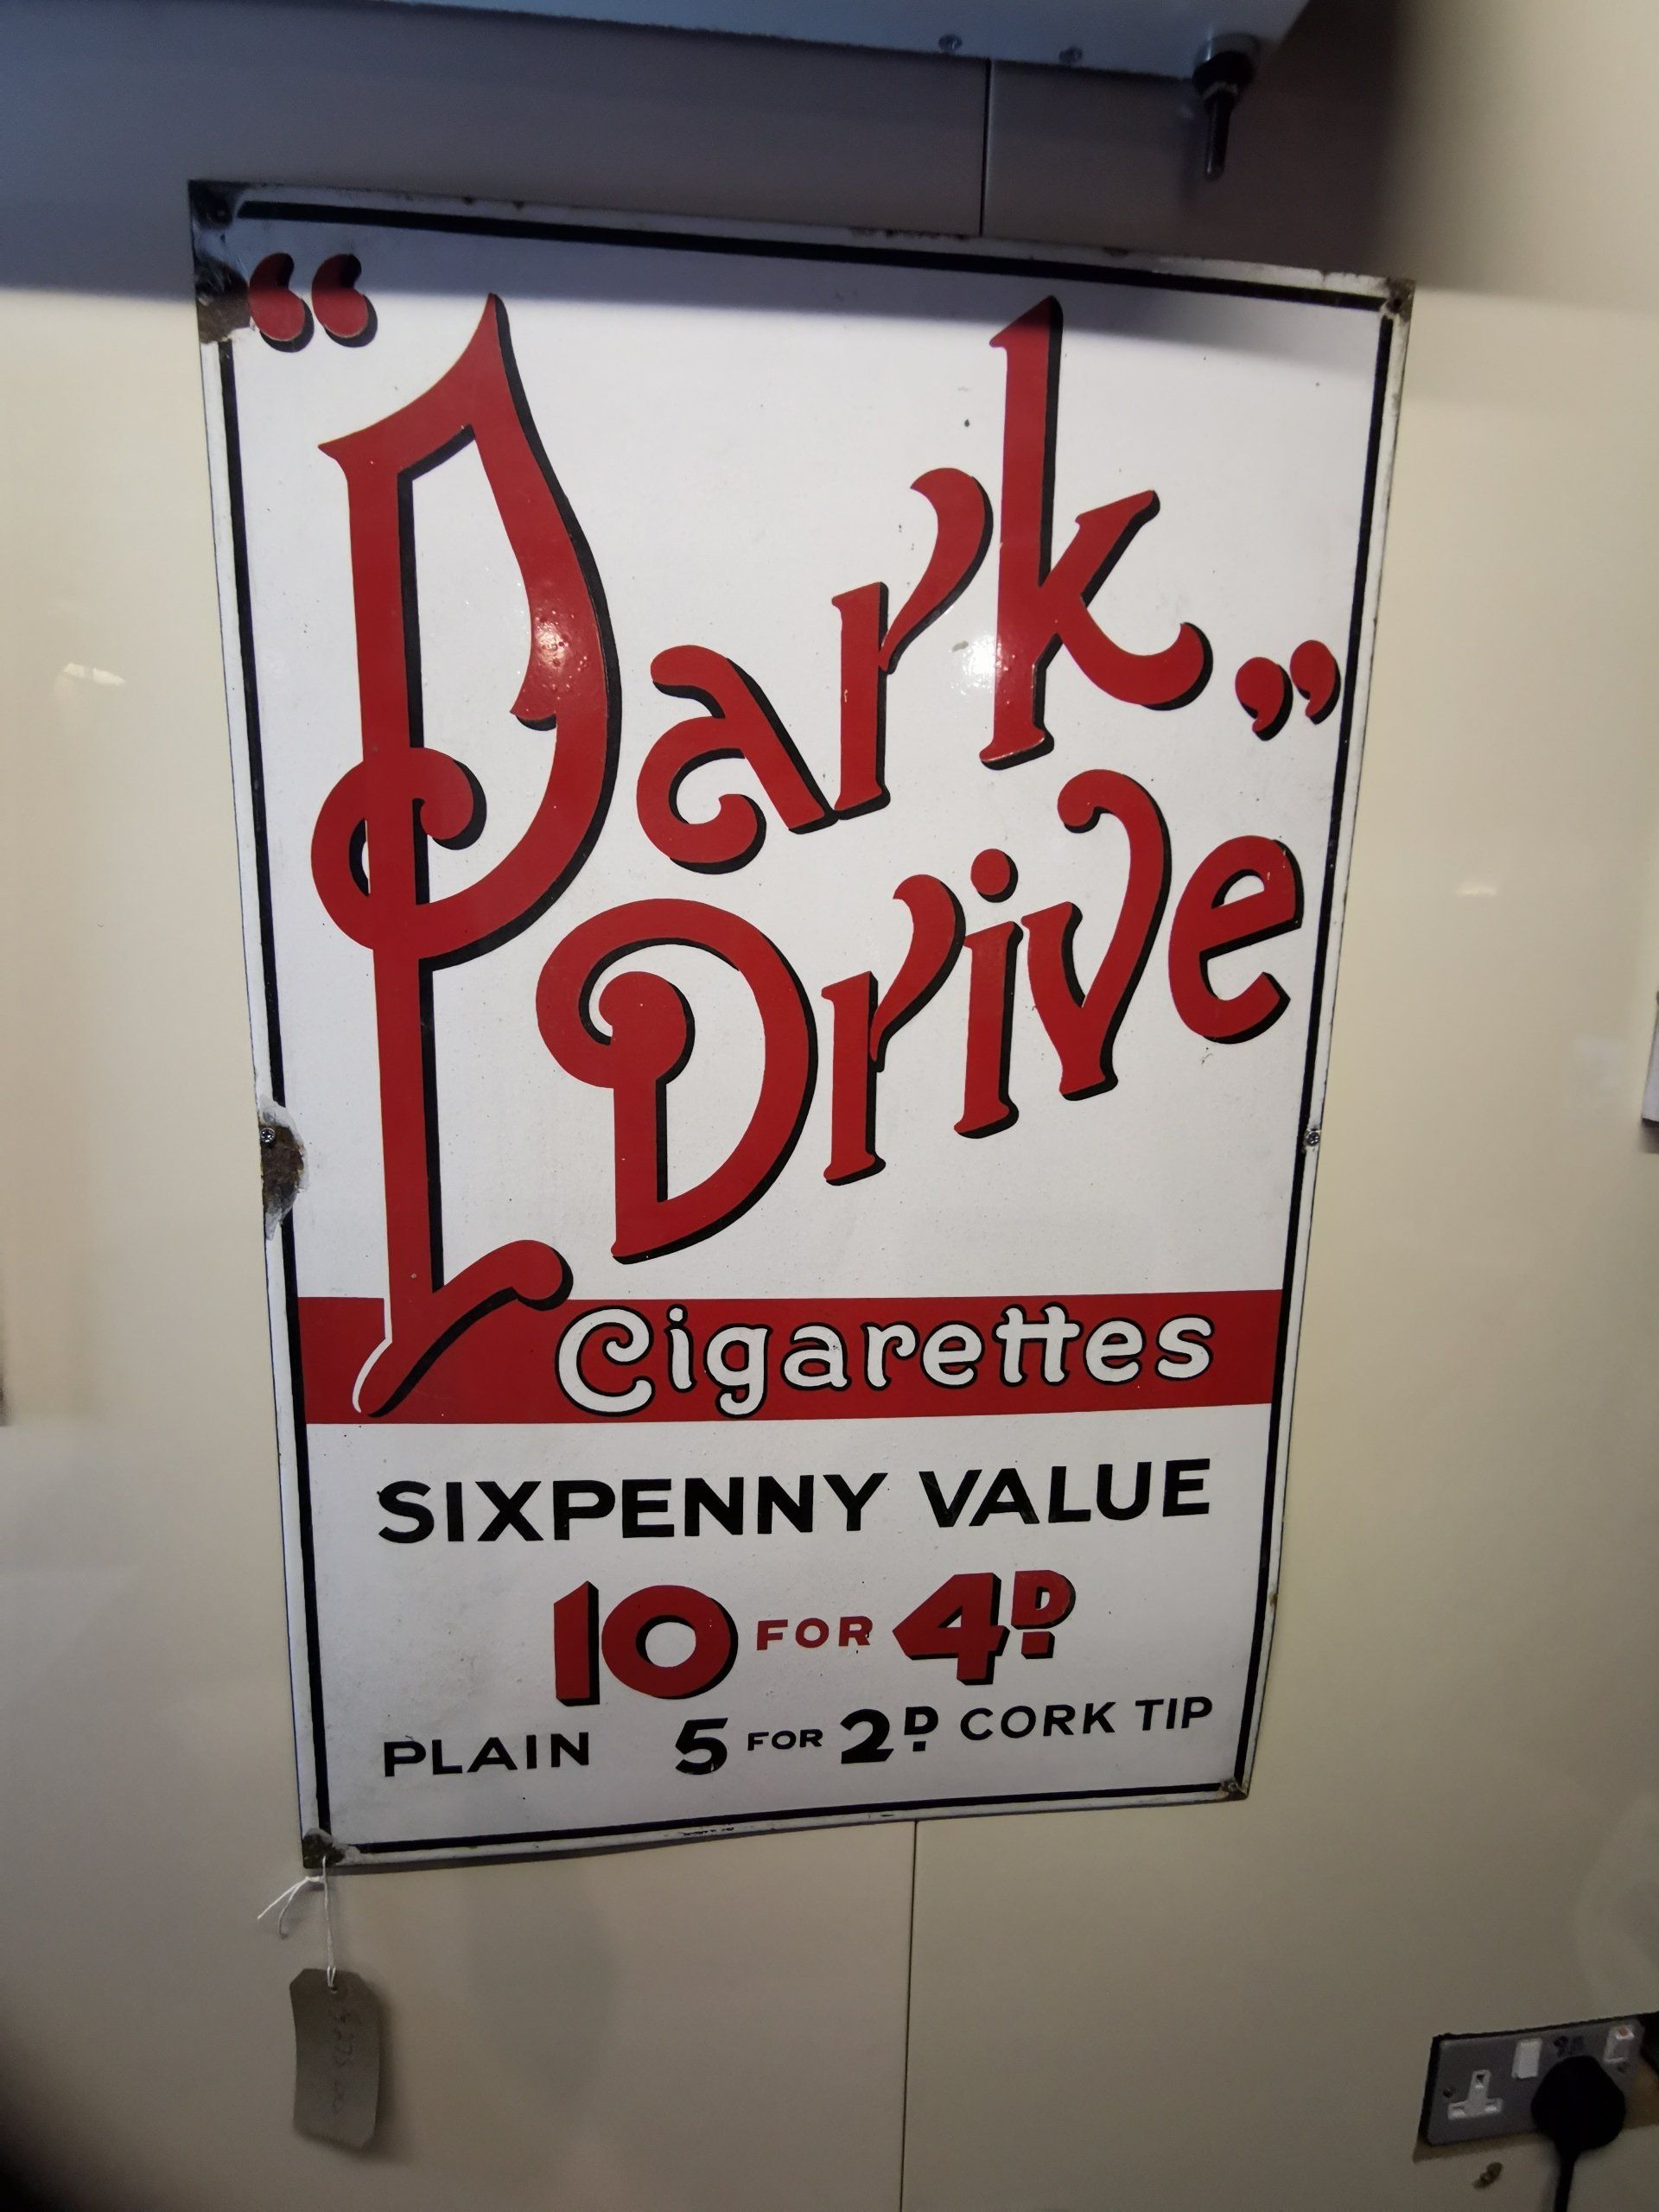 “Park”
Drive
Cigarettes
SIXPENNY VALUE
10 FOR 4D
PLAIN 5 FOR 2D CORK TIP